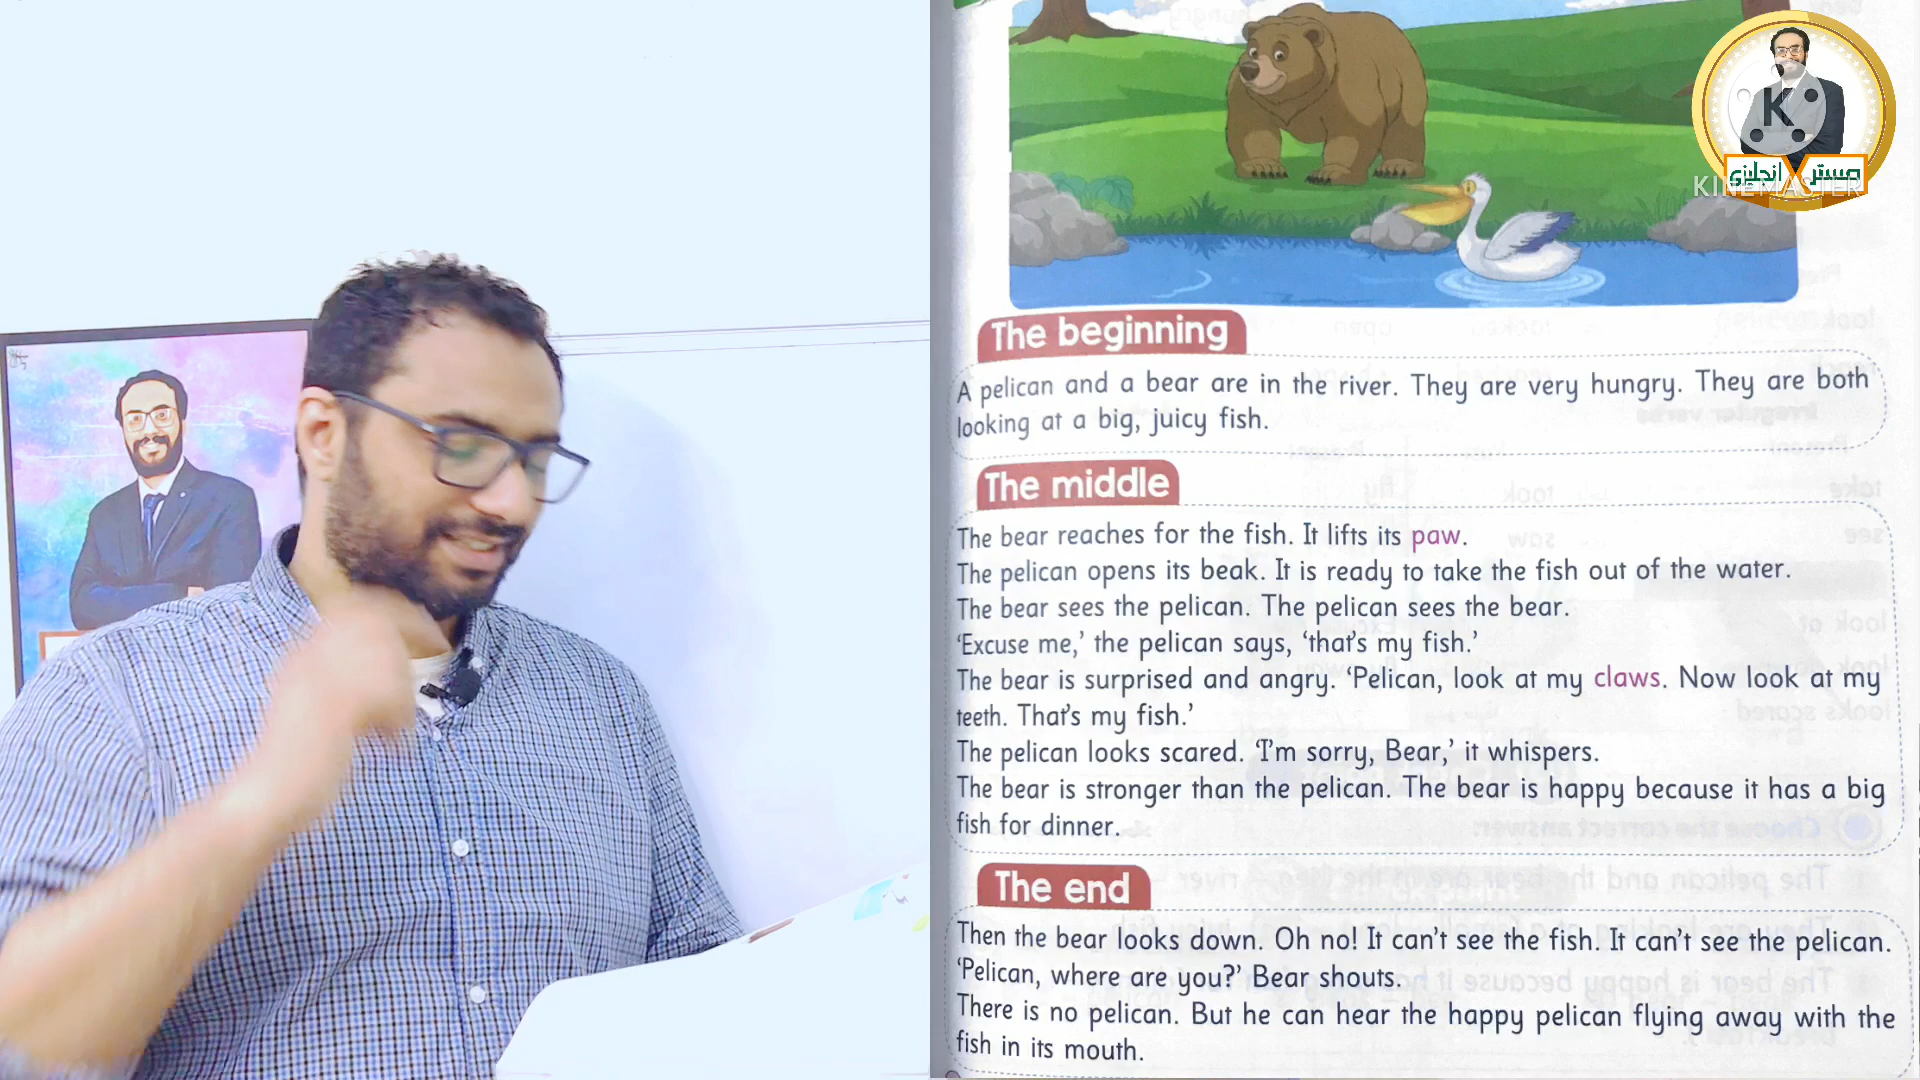 K
مستر X انجليزي
KINEMASTER
The beginning
A pelican and a bear are in the river. They are very hungry. They are both
looking at a big, juicy fish.
The middle
The bear reaches for the fish. It lifts its paw.
The pelican opens its beak. It is ready to take the fish out of the water.
The bear sees the pelican. The pelican sees the bear.
‘Excuse me,’ the pelican says, ‘that’s my fish.’
The bear is surprised and angry. ‘Pelican, look at my claws. Now look at my
teeth. That’s my fish.’
The pelican looks scared. ‘I’m sorry, Bear,’ it whispers.
The bear is stronger than the pelican. The bear is happy because it has a big
fish for dinner.
The end
Then the bear looks down. Oh no! It can’t see the fish. It can’t see the pelican.
‘Pelican, where are you?’ Bear shouts.
There is no pelican. But he can hear the happy pelican flying away with the
fish in its mouth.